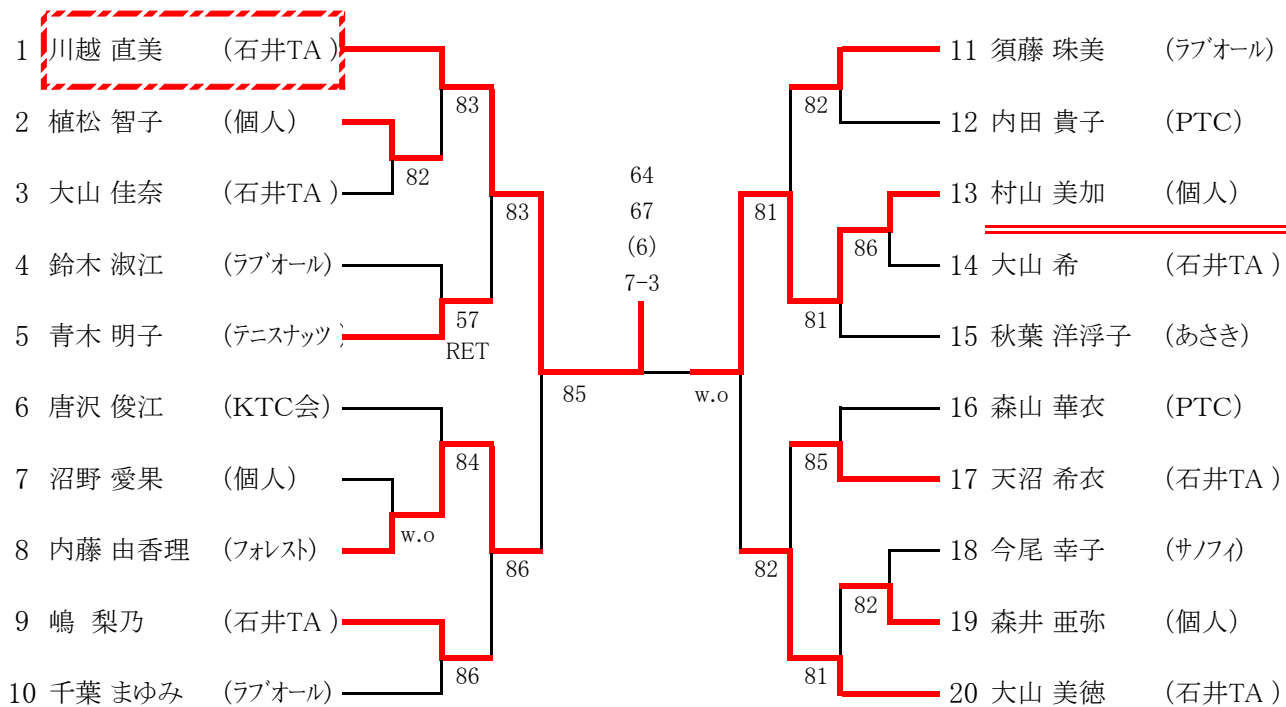 1 川越 直美 (石井TA )
83
2 植松 智子 (個人)
82
3 大山 佳奈 (石井TA )
83
4 鈴木 淑江 (ラブオール)
57
RET
5 青木 明子 (テニスナッツ )
85
6 唐沢 俊江 (KTC会)
84
7 沼野 愛果 (個人)
w.o
8 内藤 由香理 (フォレスト)
86
9 嶋 梨乃 (石井TA )
86
10 千葉 まゆみ (ラブオール)
64
67
(6)
7-3
w.o
11 須藤 珠美 (ラブオール)
82
12 内田 貴子 (PTC)
81
13 村山 美加 (個人)
86
14 大山 希 (石井TA )
81
15 秋葉 洋浮子 (あさき)
16 森山 華衣 (PTC)
85
17 天沼 希衣 (石井TA )
82
18 今尾 幸子 (サノフィ)
82
19 森井 亜弥 (個人)
81
20 大山 美徳 (石井TA )